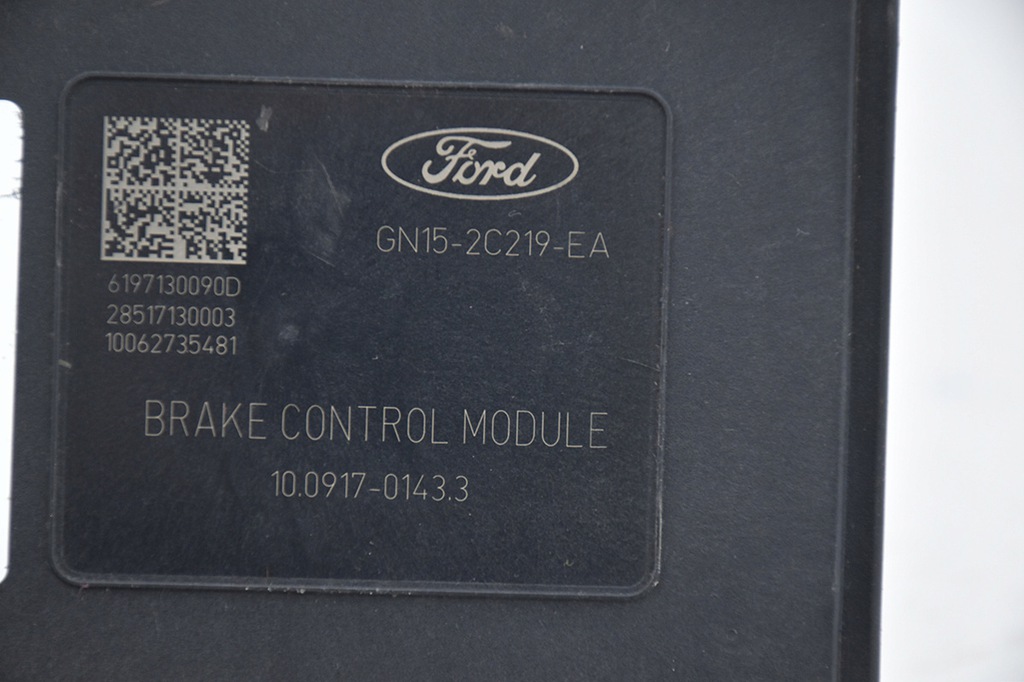 Ford
GN15-2C219-EA
6197130090D
28517130003
10062735481
BRAKE CONTROL MODULE
10.0917-0143.3